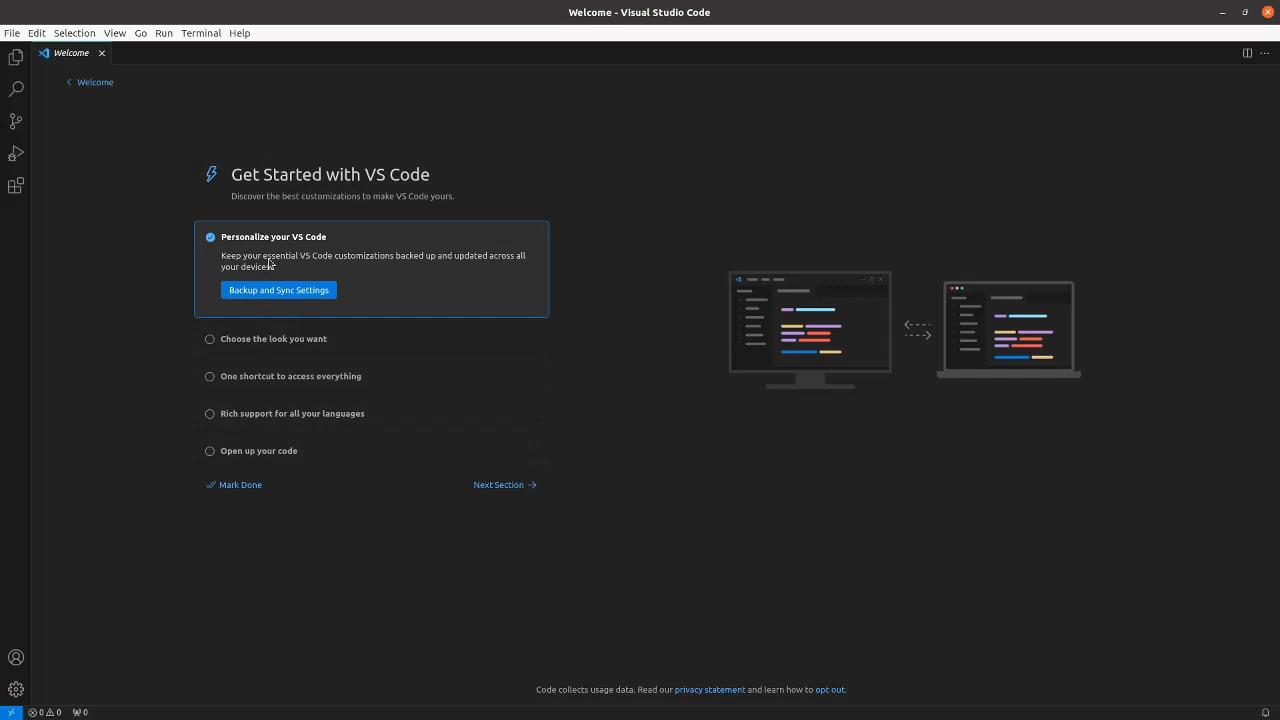 Welcome - Visual Studio Code
File Edit Selection View Go Run Terminal Help
Welcome
Welcome
Get Started with VS Code
Discover the best customizations to make VS Code yours.
Personalize your VS Code
Keep your essential VS Code customizations backed up and updated across all
your devices.
Backup and Sync Settings
Choose the look you want
One shortcut to access everything
Rich support for all your languages
Open up your code
Mark Done
Next Section
Code collects usage data. Read our privacy statement and learn how to opt out.
0 0 0